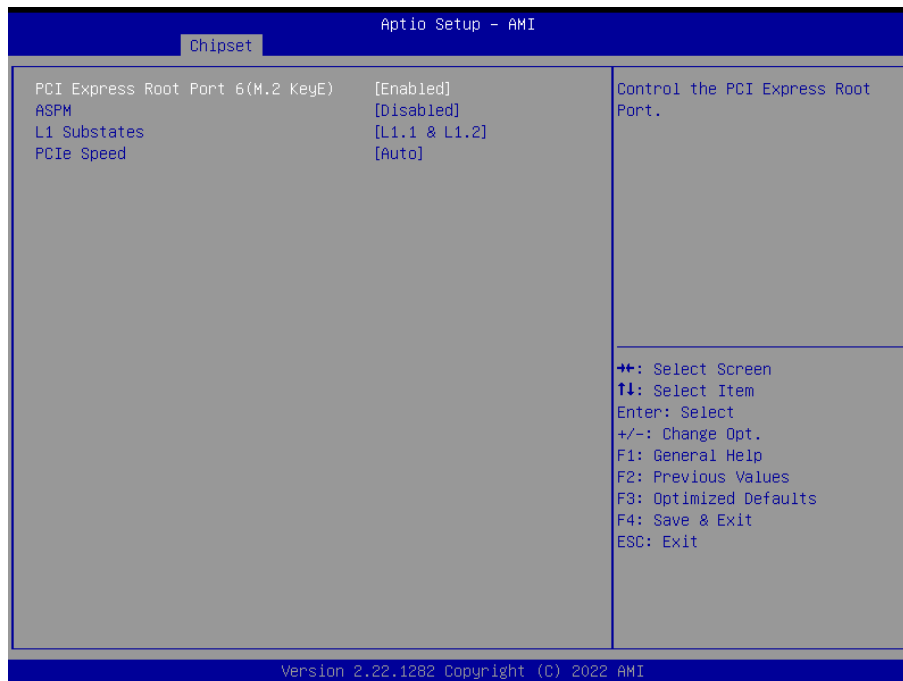 Aptio Setup – AMI
Chipset
PCI Express Root Port 6(M.2 KeyE) [Enabled]
ASPM [Disabled]
L1 Substates [L1.1 & L1.2]
PCIe Speed [Auto]
Control the PCI Express Root
Port.
→←: Select Screen
↑↓: Select Item
Enter: Select
+/-: Change Opt.
F1: General Help
F2: Previous Values
F3: Optimized Defaults
F4: Save & Exit
ESC: Exit
Version 2.22.1282 Copyright (C) 2022 AMI